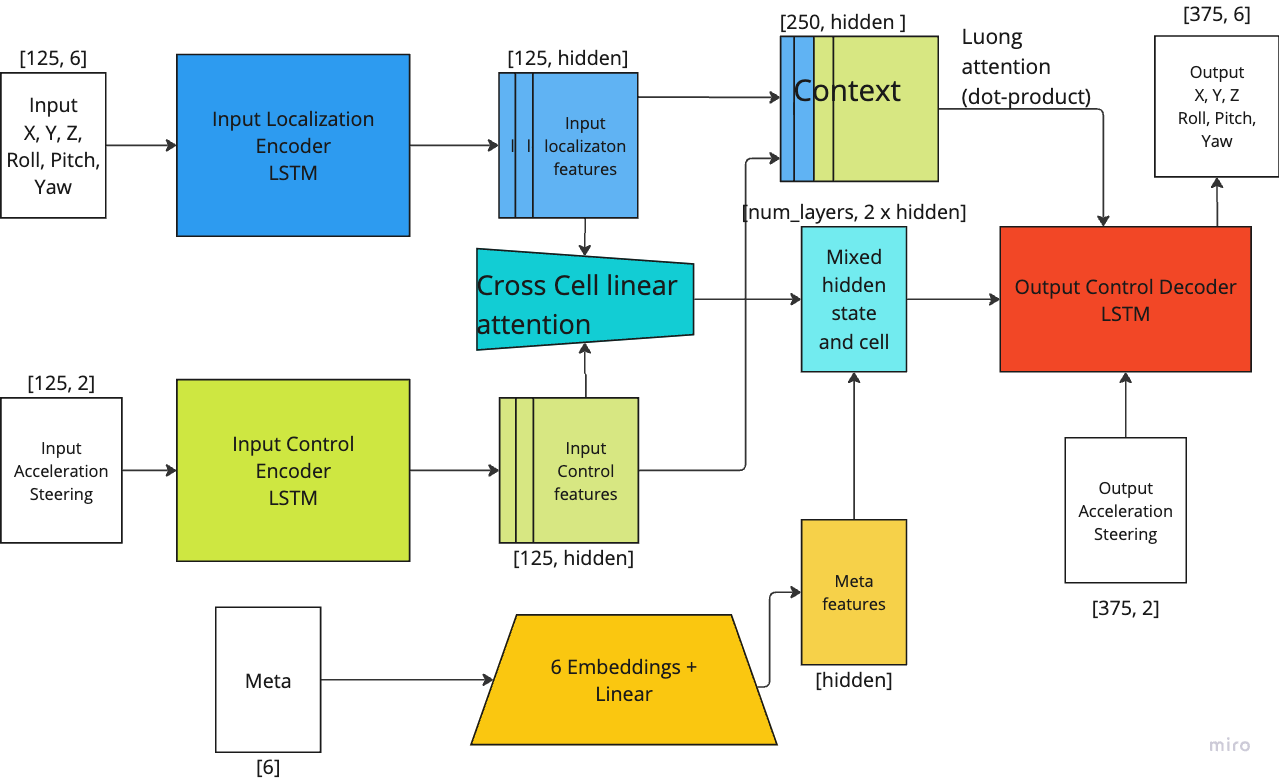 [125, 6]
Input
X, Y, Z,
Roll, Pitch,
Yaw
Input Localization
Encoder
LSTM
[125, hidden]
I
I
Input
localizaton
features
[250, hidden ]
Context
Luong
attention
(dot-product)
[375, 6]
Output
X, Y, Z
Roll, Pitch,
Yaw
Cross Cell linear
attention
[num_layers, 2 x hidden]
Mixed
hidden
state
and cell
Output Control Decoder
LSTM
[125, 2]
Input
Acceleration
Steering
Input Control
Encoder
LSTM
Input
Control
features
[125, hidden]
Output
Acceleration
Steering
[375, 2]
Meta
[6]
6 Embeddings +
Linear
Meta
features
[hidden]
miro